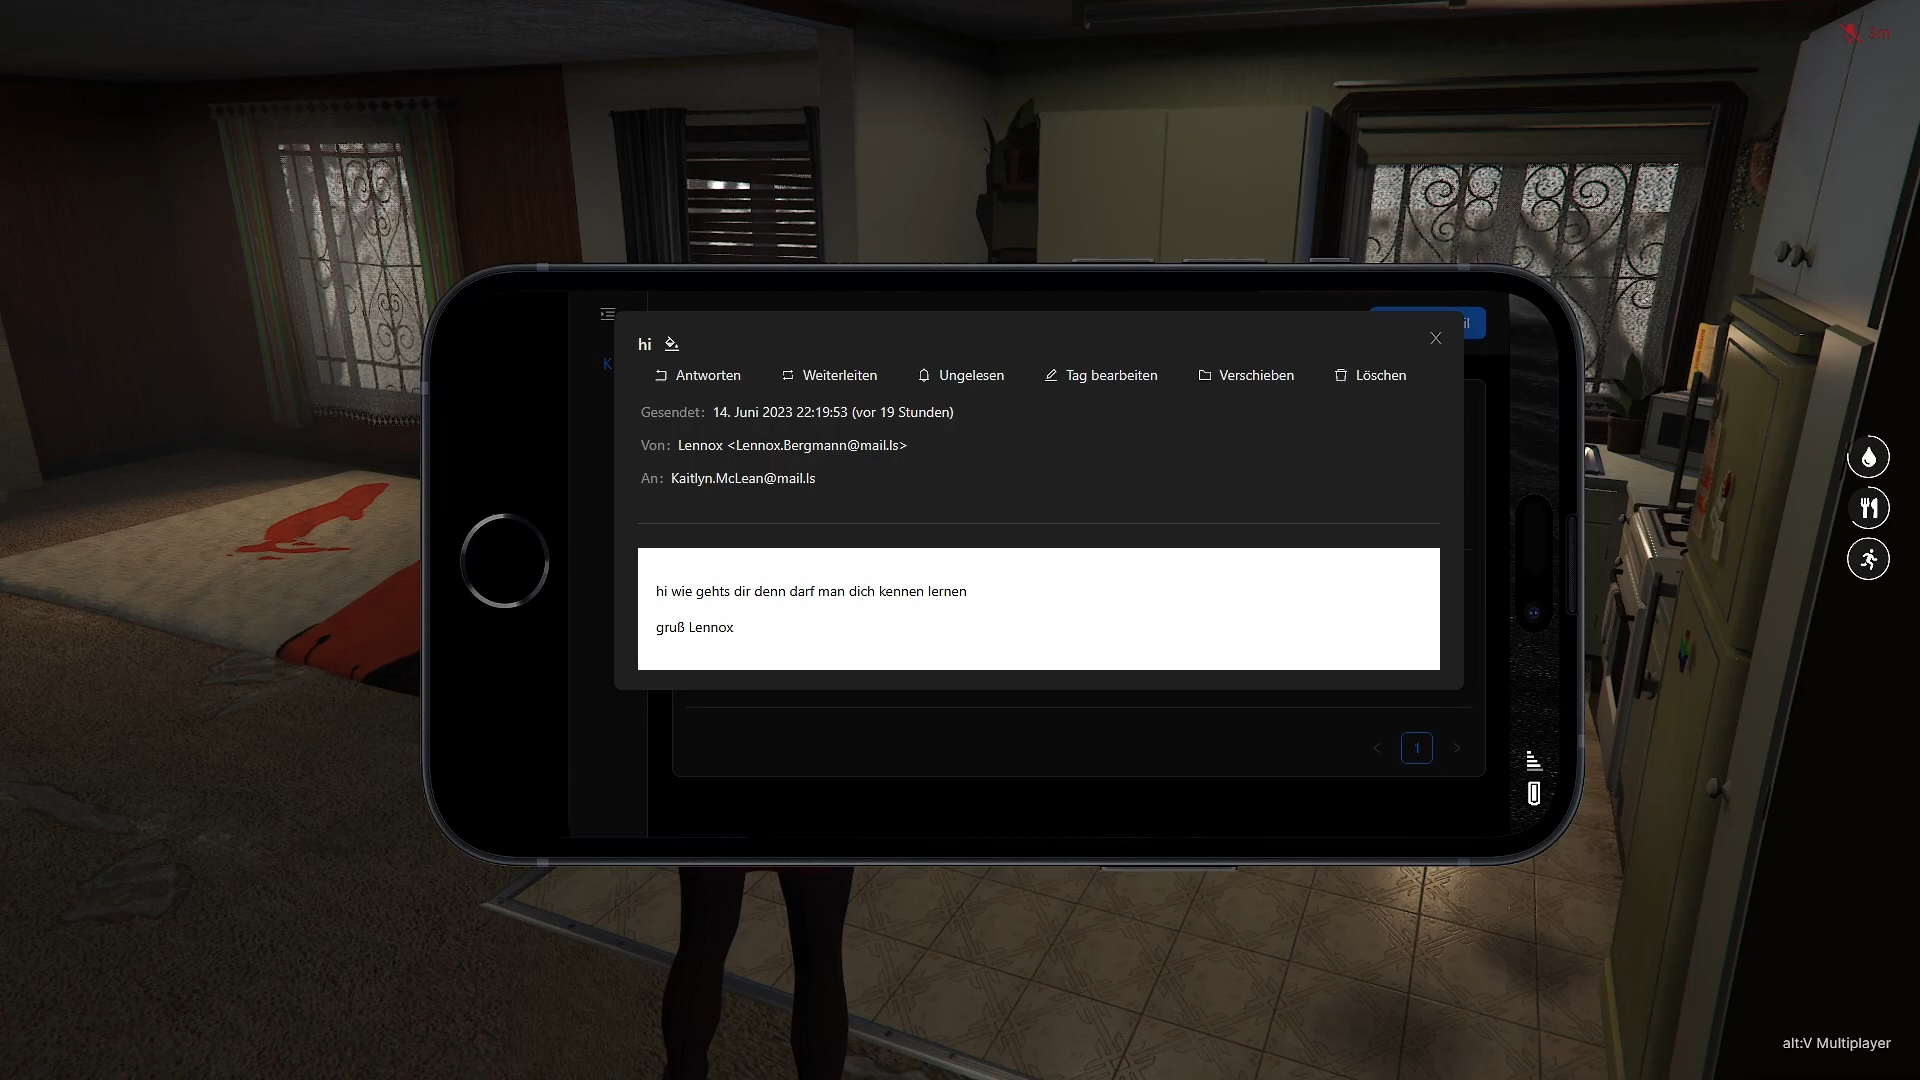 3m
il
hi
K
Antworten Weiterleiten Ungelesen Tag bearbeiten Verschieben Löschen
Gesendet: 14. Juni 2023 22:19:53 (vor 19 Stunden)
Von: Lennox <Lennox.Bergmann@mail.ls>
An: Kaitlyn.McLean@mail.ls
hi wie gehts dir denn darf man dich kennen lernen
gruß Lennox
1
alt:V Multiplayer